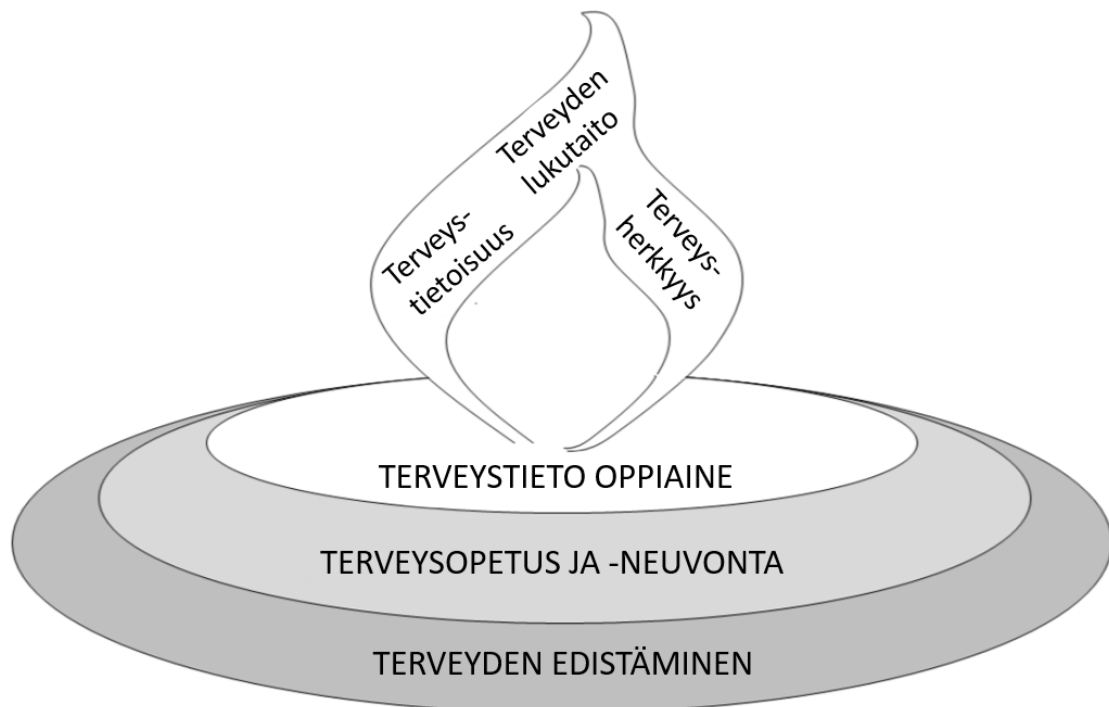 Terveyden
lukutaito
Terveys-
tietoisuus
Terveys-
herkkyys
TERVEYSTIETO OPPIAINE
TERVEYSOPETUS JA -NEUVONTA
TERVEYDEN EDISTÄMINEN